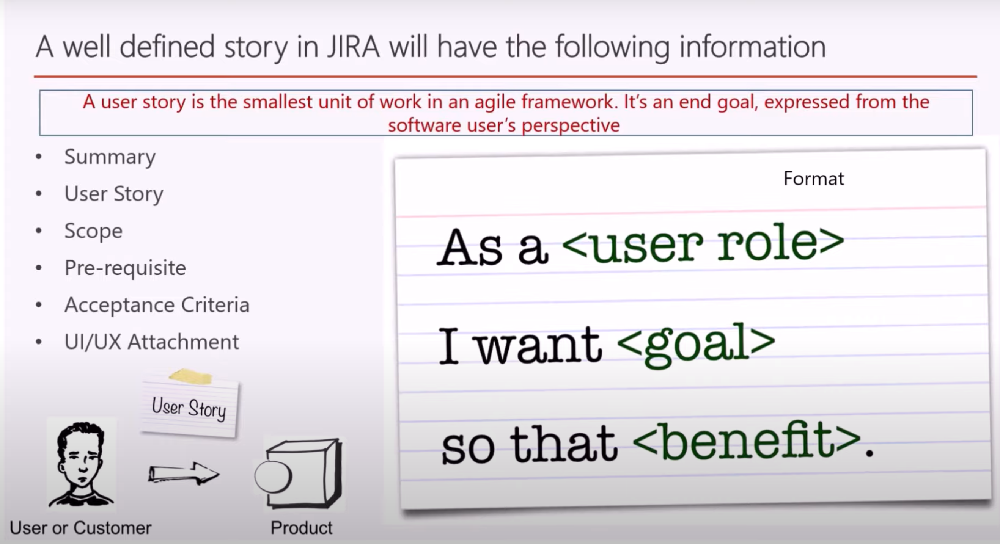 A well defined story in JIRA will have the following information
A user story is the smallest unit of work in an agile framework. It’s an end goal, expressed from the
software user’s perspective
• Summary
• User Story
• Scope
• Pre-requisite
• Acceptance Criteria
• UI/UX Attachment
User Story
User or Customer
Product
Format
As a <user role>
I want <goal>
so that <benefit>.